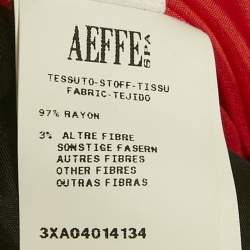 AEFFE SPA
TESSUTO-STOFF-TISSU
FABRIC-TEJIDO
97% RAYON
3% ALTRE FIBRE
SONSTIGE FASERN
AUTRES FIBRES
OTHER FIBRES
OUTRAS FIBRAS
3XA04014134